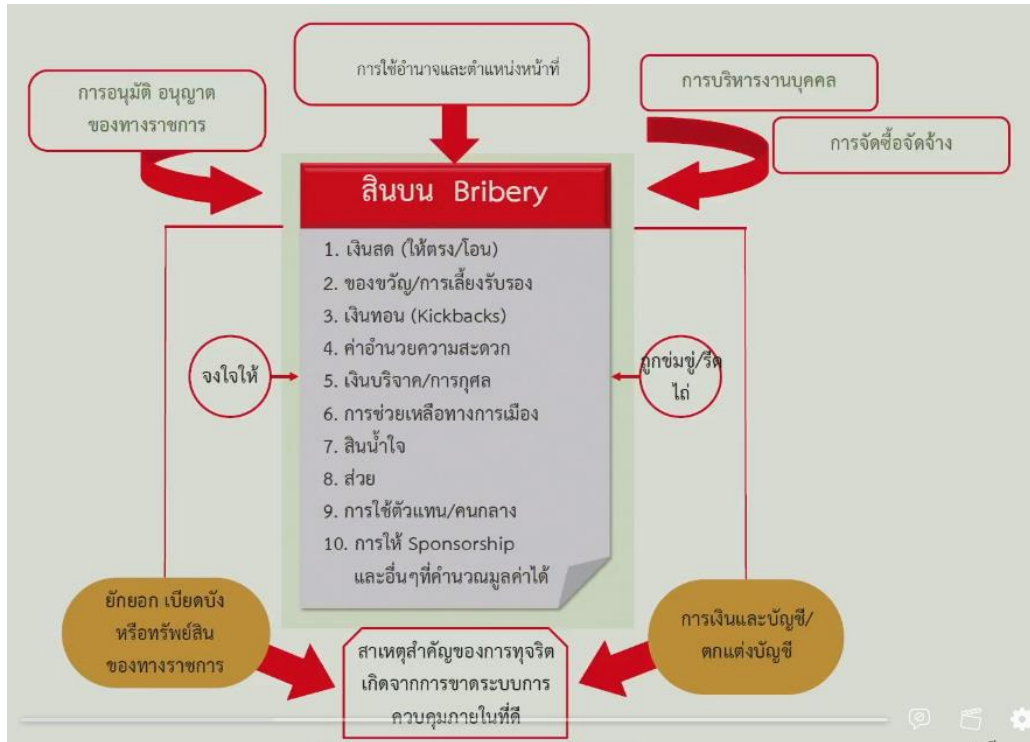 การใช้อำนาจและตำแหน่งหน้าที่
การอนุมัติ อนุญาต
ของทางราชการ
การบริหารงานบุคคล
การจัดซื้อจัดจ้าง
สินบน Bribery
1. เงินสด (ให้ตรง/โอน)
2. ของขวัญ/การเลี้ยงรับรอง
3. เงินทอน (Kickbacks)
4. ค่าอำนวยความสะดวก
5. เงินบริจาค/การกุศล
6. การช่วยเหลือทางการเมือง
7. สินน้ำใจ
8. ส่วย
9. การใช้ตัวแทน/คนกลาง
10. การให้ Sponsorship
และอื่นๆที่คำนวณมูลค่าได้
จงใจให้
ถูกข่มขู่/รีด
ไถ่
ยักยอก เบียดบัง
หรือทรัพย์สิน
ของทางราชการ
การเงินและบัญชี/
ตกแต่งบัญชี
สาเหตุสำคัญของการทุจริต
เกิดจากการขาดระบบการ
ควบคุมภายในที่ดี